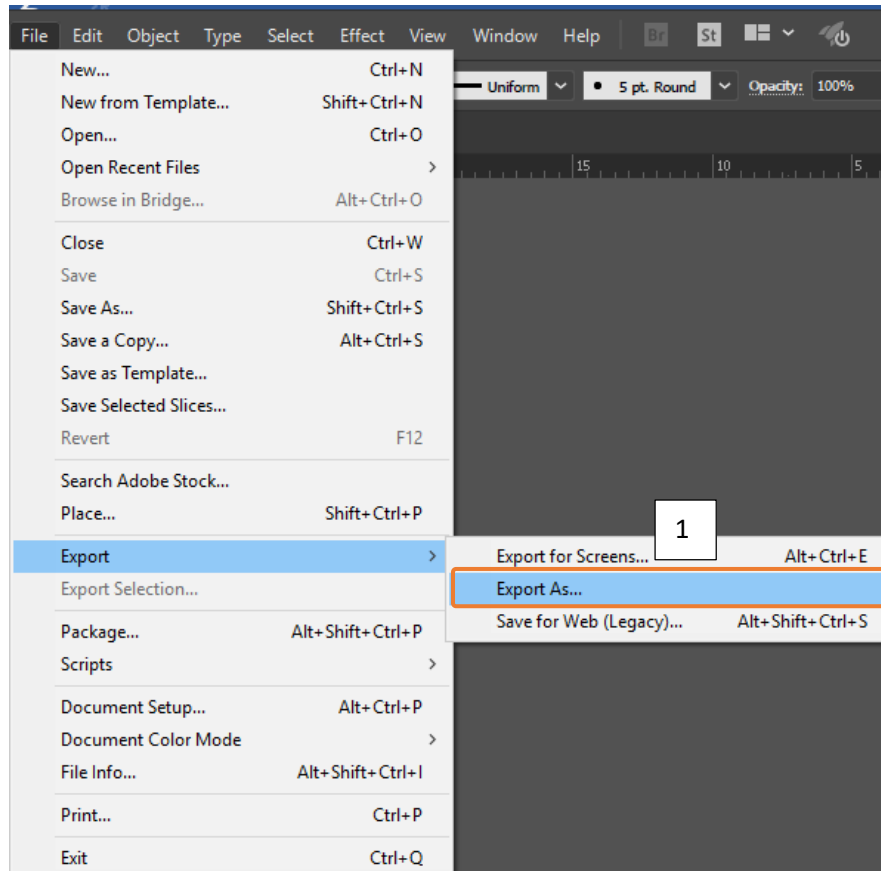 File Edit Object Type Select Effect View Window Help Br St
Uniform 5 pt. Round Opacity: 100%
15 10 5
New... Ctrl+N
New from Template... Shift+Ctrl+N
Open... Ctrl+O
Open Recent Files >
Browse in Bridge... Alt+Ctrl+O
Close Ctrl+W
Save Ctrl+S
Save As... Shift+Ctrl+S
Save a Copy... Alt+Ctrl+S
Save as Template...
Save Selected Slices...
Revert F12
Search Adobe Stock...
Place... Shift+Ctrl+P
1
Export > Export for Screens... Alt+Ctrl+E
Export Selection... Export As...
Package... Alt+Shift+Ctrl+P Save for Web (Legacy)... Alt+Shift+Ctrl+S
Scripts >
Document Setup... Alt+Ctrl+P
Document Color Mode >
File Info... Alt+Shift+Ctrl+I
Print... Ctrl+P
Exit Ctrl+Q